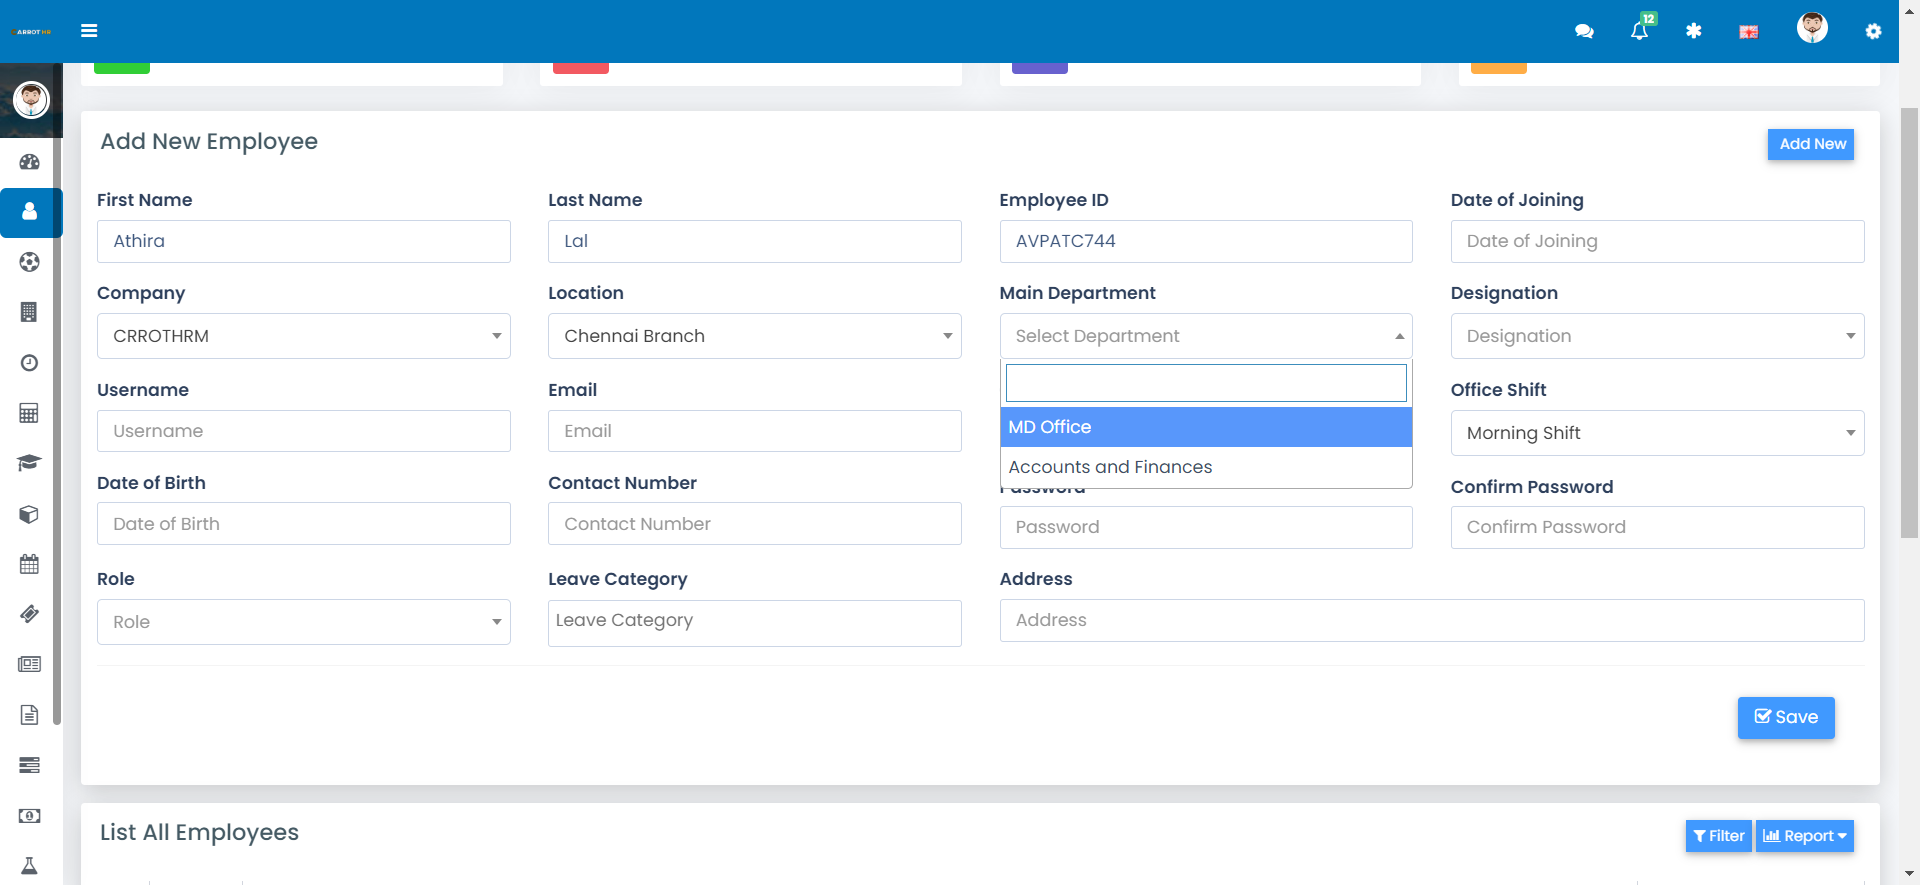 ARROT HR
12
Add New Employee
Add New
First Name
Last Name
Employee ID
Date of Joining
Athira
Lal
AVPATC744
Date of Joining
Company
Location
Main Department
Designation
CRROTHRM
Chennai Branch
Select Department
Designation
Username
Email
Office Shift
Username
Email
MD Office
Morning Shift
Accounts and Finances
Date of Birth
Contact Number
Password
Confirm Password
Date of Birth
Contact Number
Password
Confirm Password
Role
Leave Category
Address
Role
Leave Category
Address
Save
List All Employees
Filter
Report